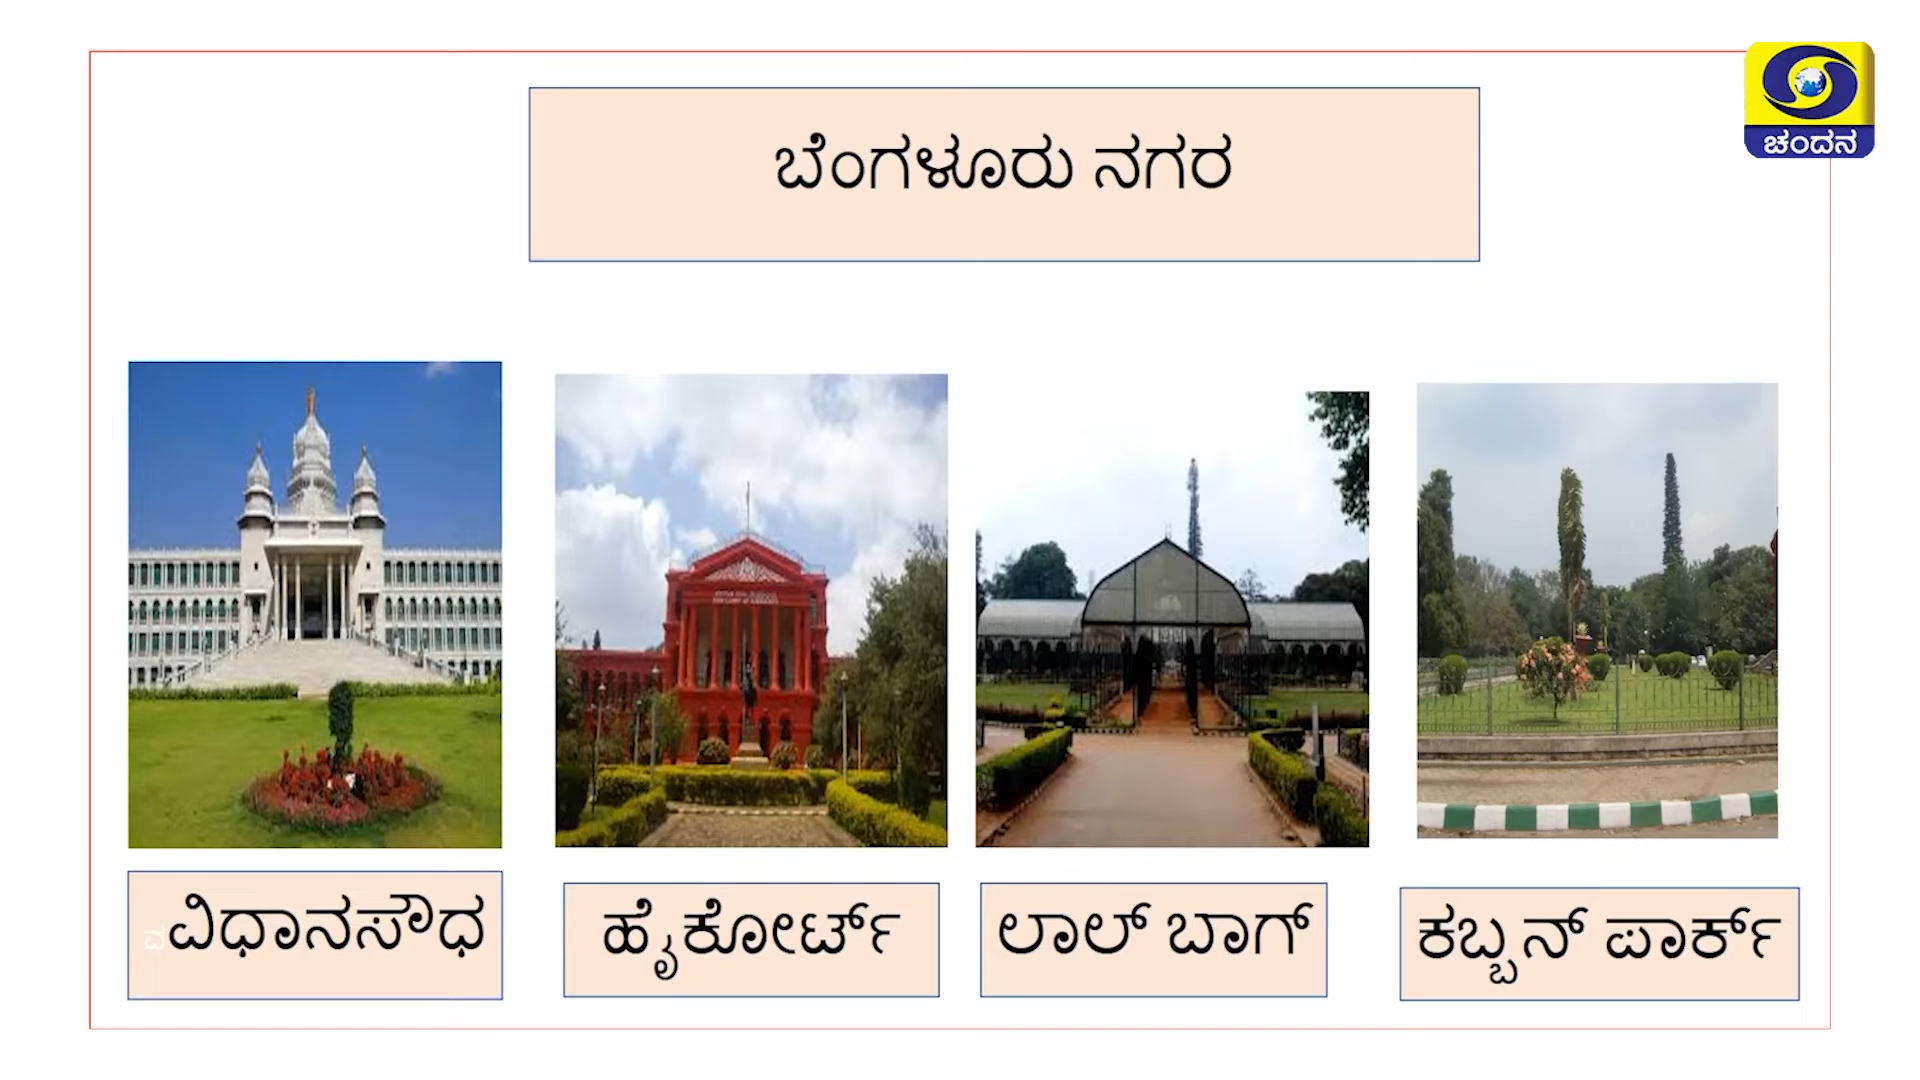 ಚಂದನ
ಬೆಂಗಳೂರು ನಗರ
ವಿಧಾನಸೌಧ
ಹೈಕೋರ್ಟ್
ಲಾಲ್ ಬಾಗ್
ಕಬ್ಬನ್ ಪಾರ್ಕ್